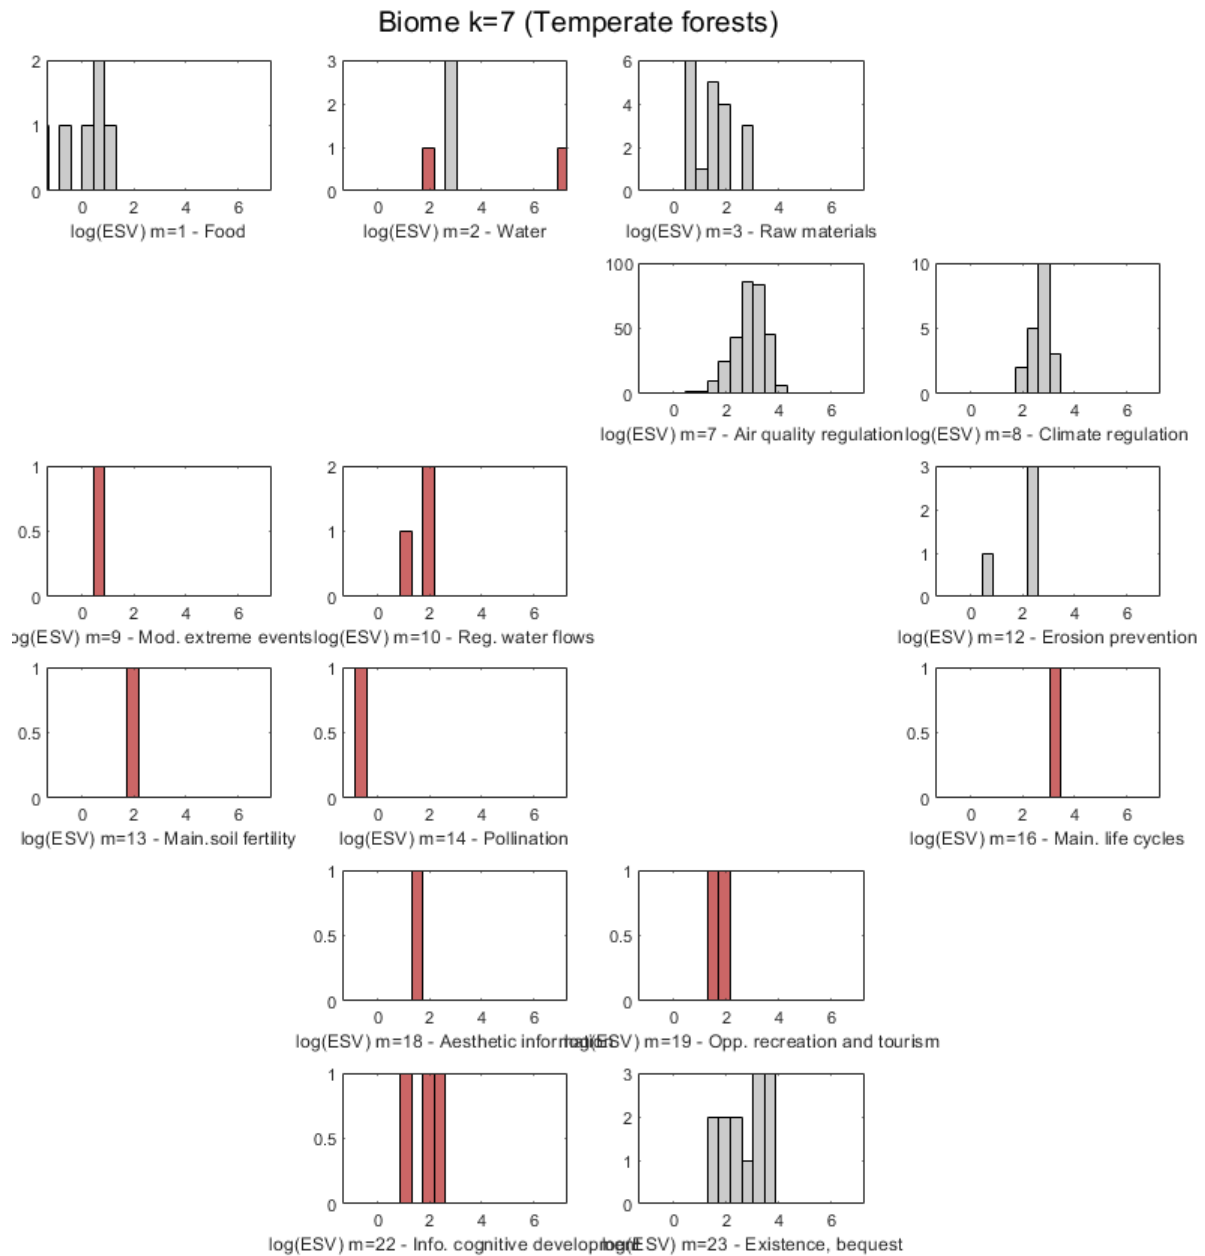 Biome k=7 (Temperate forests)
2
1
0
0 2 4 6
log(ESV) m=1 - Food
3
2
1
0
0 2 4 6
log(ESV) m=2 - Water
6
4
2
0
0 2 4 6
log(ESV) m=3 - Raw materials
100
50
0
0 2 4 6
log(ESV) m=7 - Air quality regulation
10
5
0
0 2 4 6
log(ESV) m=8 - Climate regulation
1
0.5
0
0 2 4 6
og(ESV) m=9 - Mod. extreme events
2
1
0
0 2 4 6
log(ESV) m=10 - Reg. water flows
3
2
1
0
0 2 4 6
log(ESV) m=12 - Erosion prevention
1
0.5
0
0 2 4 6
log(ESV) m=13 - Main.soil fertility
1
0.5
0
0 2 4 6
log(ESV) m=14 - Pollination
1
0.5
0
0 2 4 6
log(ESV) m=16 - Main. life cycles
1
0.5
0
0 2 4 6
log(ESV) m=18 - Aesthetic information
1
0.5
0
0 2 4 6
log(ESV) m=19 - Opp. recreation and tourism
1
0.5
0
0 2 4 6
log(ESV) m=22 - Info. cognitive development
3
2
1
0
0 2 4 6
log(ESV) m=23 - Existence, bequest